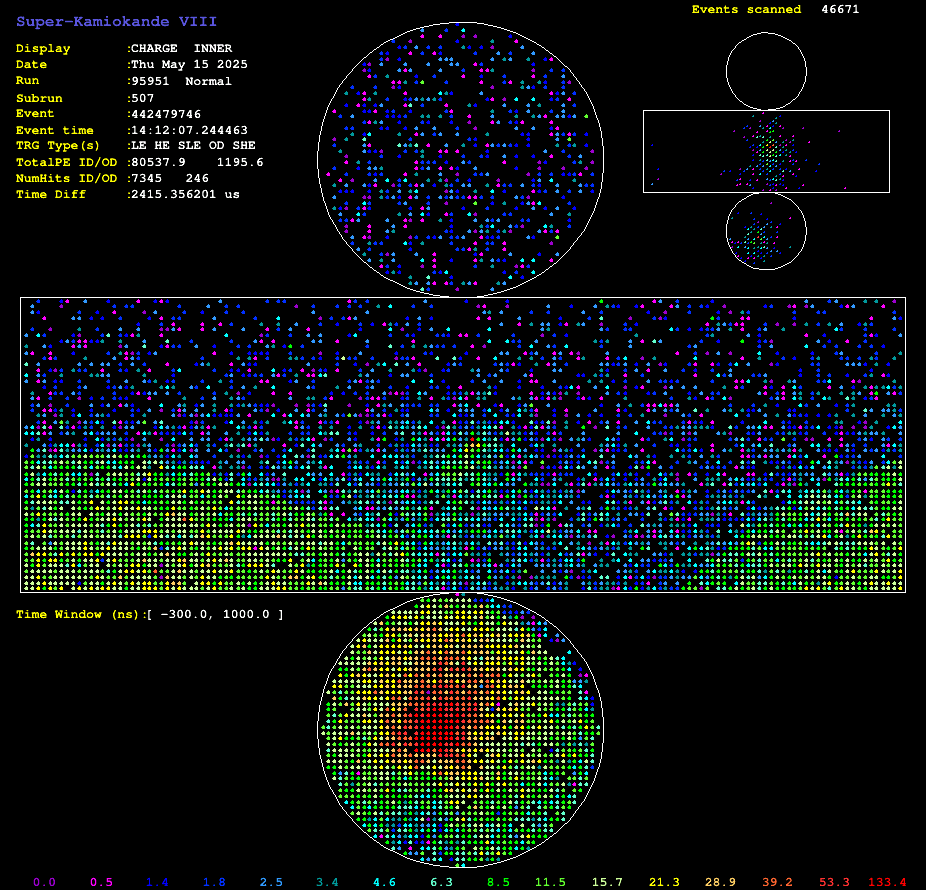 Events scanned 46671
Super-Kamiokande VIII
Display :CHARGE INNER
Date :Thu May 15 2025
Run :95951 Normal
Subrun :507
Event :442479746
Event time :14:12:07.244463
TRG Type(s) :LE HE SLE OD SHE
TotalPE ID/OD :80537.9 1195.6
NumHits ID/OD :7345 246
Time Diff :2415.356201 us
Time Window (ns):[ -300.0, 1000.0 ]
0.0 0.5 1.4 1.8 2.5 3.4 4.6 6.3 8.5 11.5 15.7 21.3 28.9 39.2 53.3 133.4